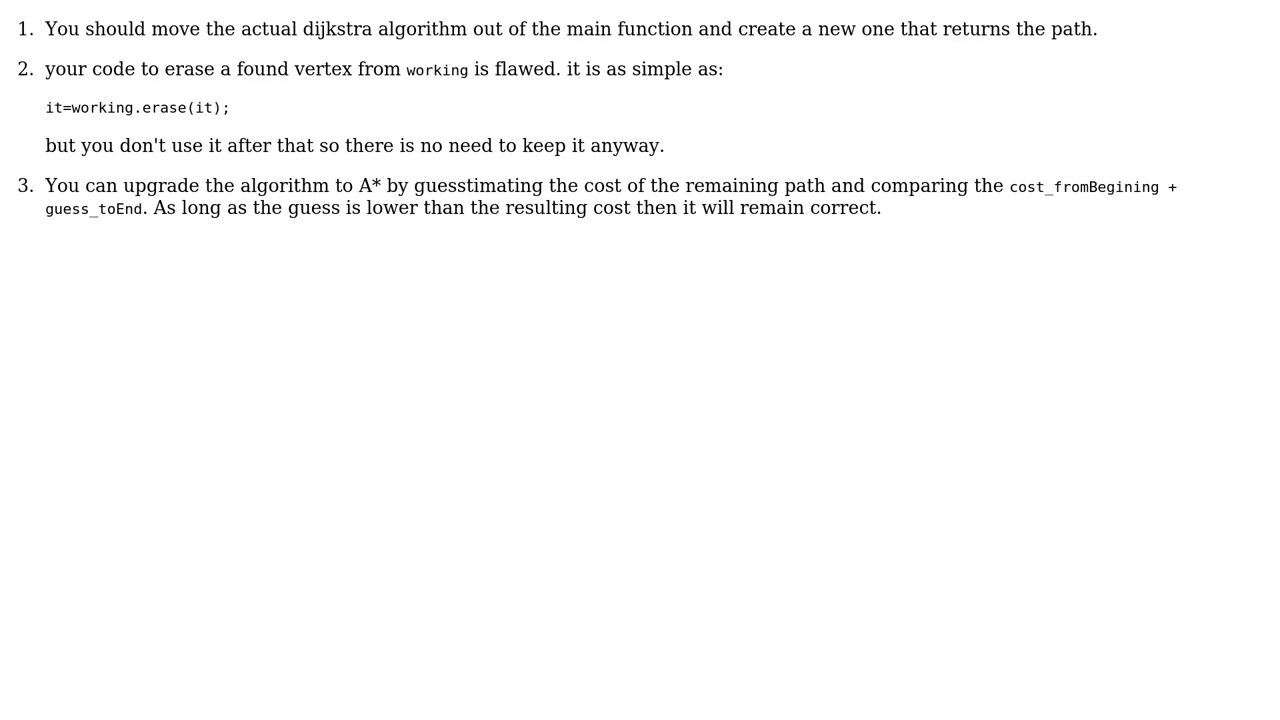 1. You should move the actual dijkstra algorithm out of the main function and create a new one that returns the path.
2. your code to erase a found vertex from working is flawed. it is as simple as:
it=working.erase(it);
but you don't use it after that so there is no need to keep it anyway.
3. You can upgrade the algorithm to A* by guesstimating the cost of the remaining path and comparing the cost_fromBegining +
guess_toEnd. As long as the guess is lower than the resulting cost then it will remain correct.